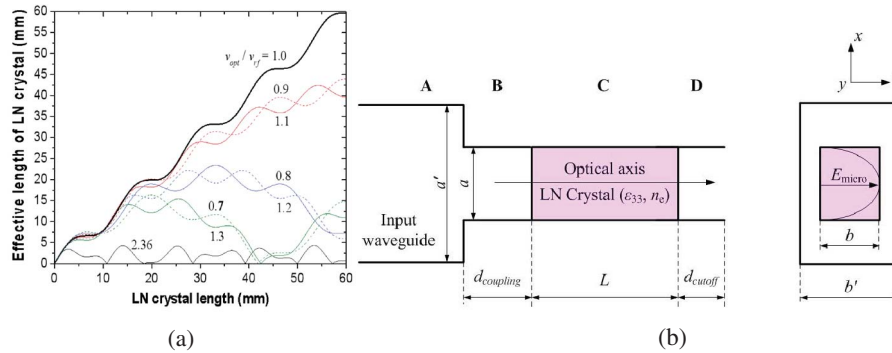 Effective length of LN crystal (mm)
60
55
50
45
40
35
30
25
20
15
10
5
0
v_opt / v_rf = 1.0
0.9
1.1
0.8
1.2
0.7
1.3
2.36
0 10 20 30 40 50 60
LN crystal length (mm)
(a)
A B C D
a'
a
Optical axis
LN Crystal (ε33, ne)
Input
waveguide
d_coupling L d_cutoff
x
y
E_micro
b
b'
(b)